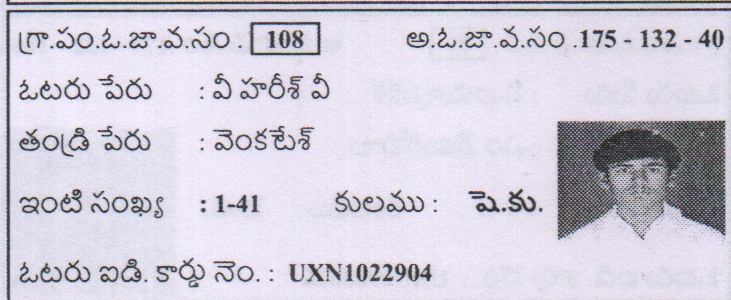 గ్రా.పం.ఓ.జా.వ.సం 108 అ.ఓ.జా.వ.సం .175 - 132 - 40
ఓటరు పేరు : వీ హరీశ్ వీ
తండ్రి పేరు : వెంకటేశ్
ఇంటి సంఖ్య : 1-41 కులము : షె.కు.
ఓటరు ఐడి. కార్డు నెం. : UXN1022904